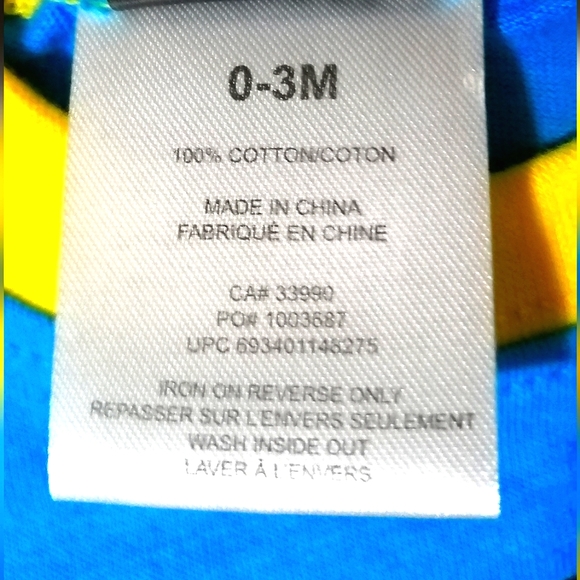 0-3M
100% COTTON/COTON
MADE IN CHINA
FABRIQUÉ EN CHINE
CA# 33990
PO# 1003687
UPC 693401146275
IRON ON REVERSE ONLY
REPASSER SUR L'ENVERS SEULEMENT
WASH INSIDE OUT
LAVER À L'ENVERS